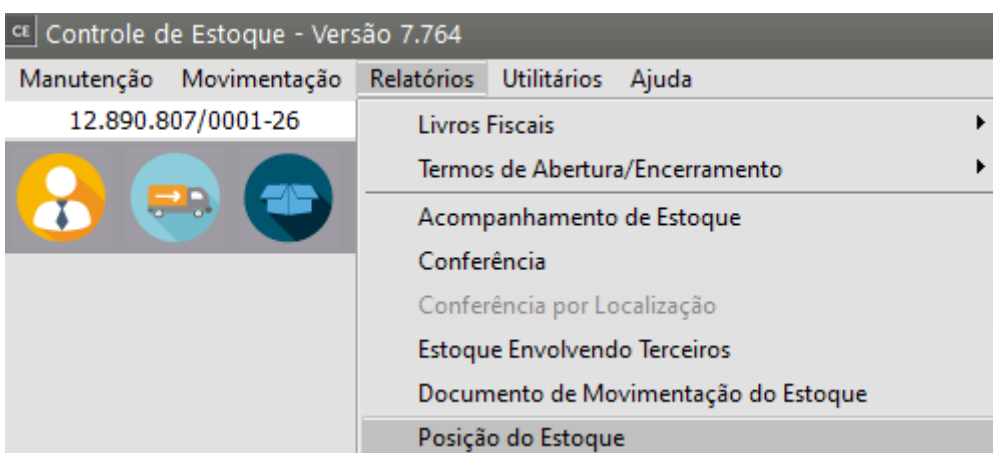 CE Controle de Estoque - Versão 7.764
Manutenção Movimentação Relatórios Utilitários Ajuda
12.890.807/0001-26
Livros Fiscais
Termos de Abertura/Encerramento
Acompanhamento de Estoque
Conferência
Conferência por Localização
Estoque Envolvendo Terceiros
Documento de Movimentação do Estoque
Posição do Estoque